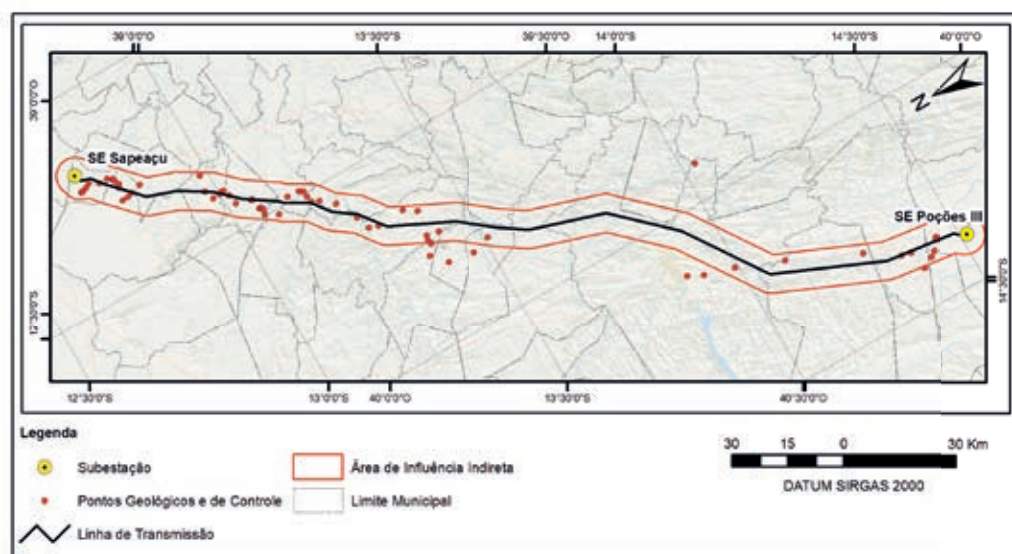 39°0'0"O 13°30'0"S 39°30'0"O 14°0'0"S 14°30'0"S 40°0'0"O
39°0'0"O
N
SE Sapeaçu
SE Poções III
14°30'0"S
12°30'0"S
12°30'0"S 13°0'0"S 40°0'0"O 13°30'0"S 40°30'0"O
Legenda
Subestação
Área de Influência Indireta
Pontos Geológicos e de Controle
Limite Municipal
Linha de Transmissão
30 15 0 30 Km
DATUM SIRGAS 2000